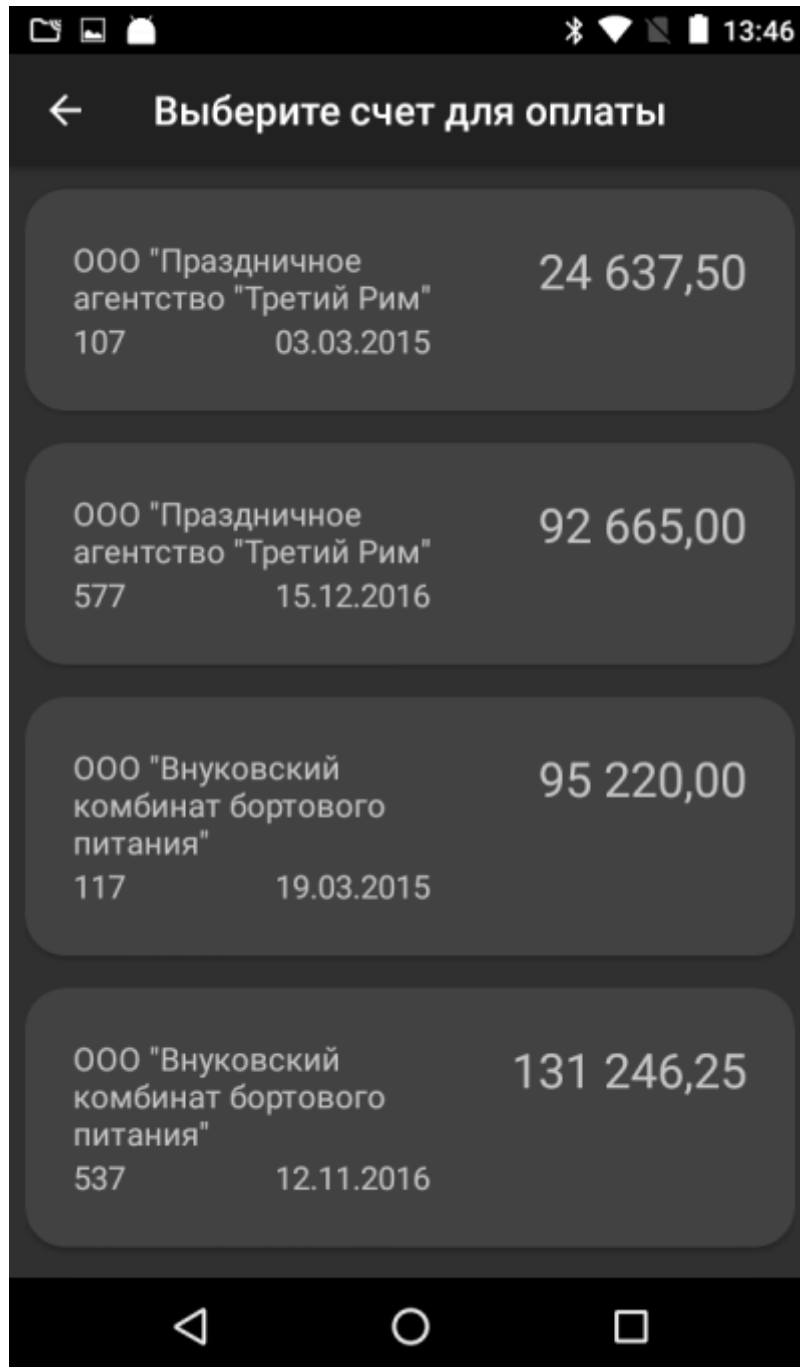 13:46
Выберите счет для оплаты
ООО "Праздничное
агентство "Третий Рим"
24 637,50
107 03.03.2015
ООО "Праздничное
агентство "Третий Рим"
92 665,00
577 15.12.2016
ООО "Внуковский
комбинат бортового
питания"
95 220,00
117 19.03.2015
ООО "Внуковский
комбинат бортового
питания"
131 246,25
537 12.11.2016